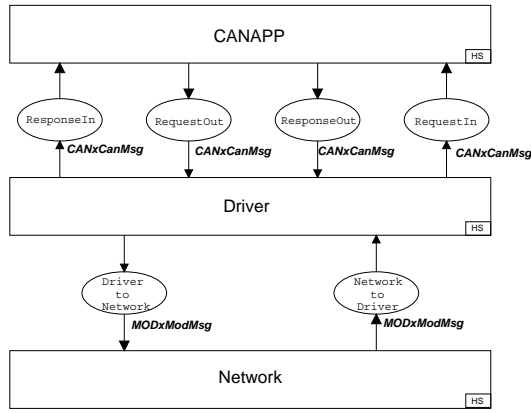 CANAPP
HS
ResponseIn
RequestOut
ResponseOut
RequestIn
CANxCanMsg
CANxCanMsg
CANxCanMsg
CANxCanMsg
Driver
HS
Driver
to
Network
Network
to
Driver
MODxModMsg
MODxModMsg
Network
HS